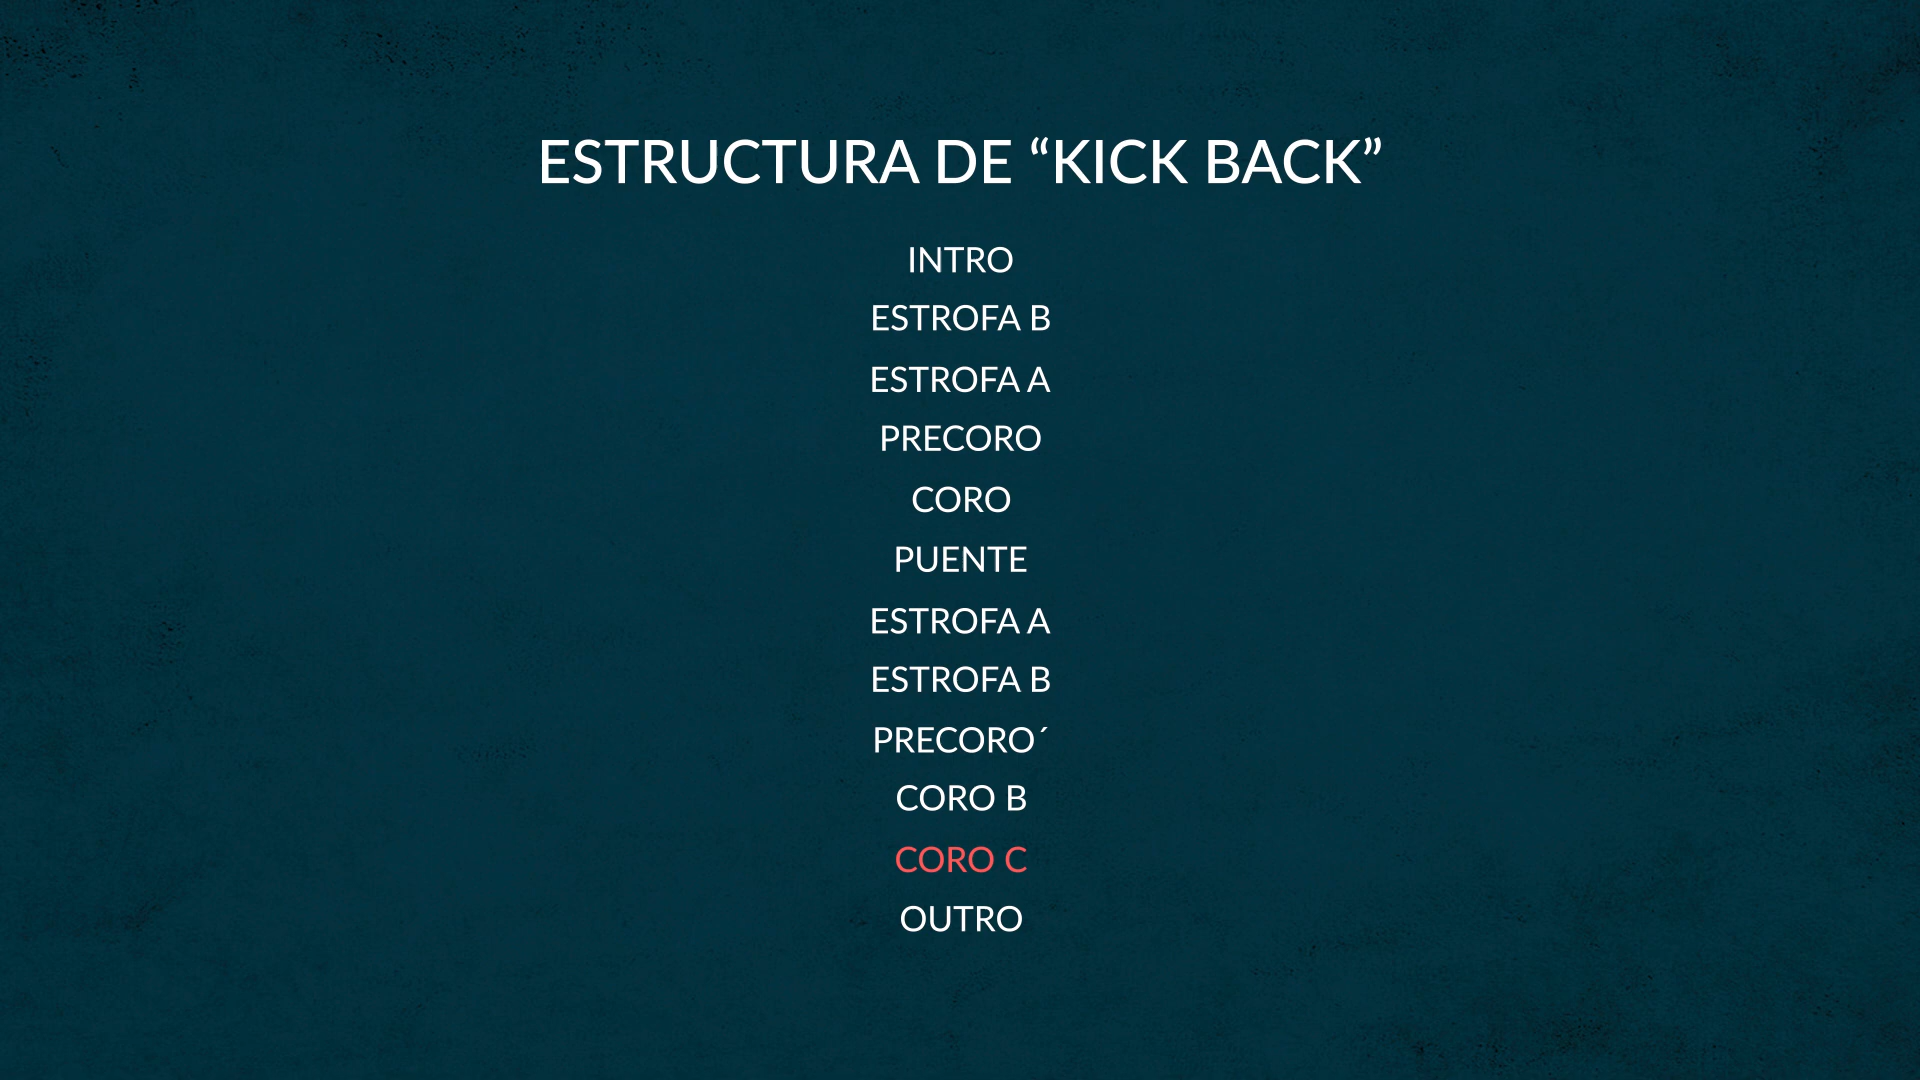 ESTRUCTURA DE “KICK BACK”
INTRO
ESTROFA B
ESTROFA A
PRECORO
CORO
PUENTE
ESTROFA A
ESTROFA B
PRECORO´
CORO B
CORO C
OUTRO